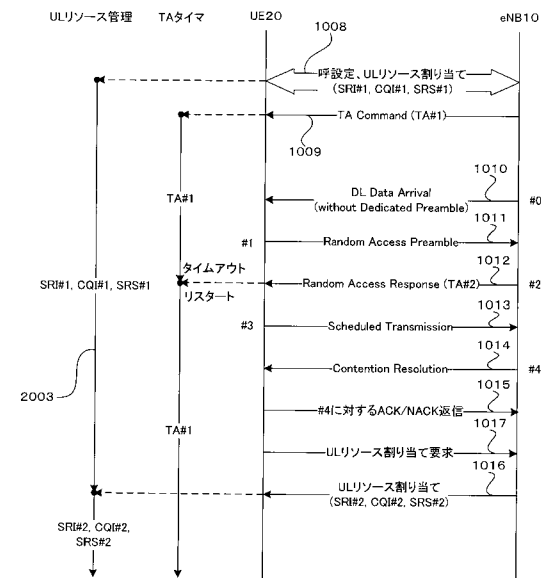 ULリソース管理 TAタイマ UE20 eNB10
1008
呼設定、ULリソース割り当て
(SRI#1, CQI#1, SRS#1)
TA Command (TA#1)
1009
1010
DL Data Arrival
(without Dedicated Preamble)
#0
TA#1
1011
#1
Random Access Preamble
1012
タイムアウト
Random Access Response (TA#2)
#2
SRI#1, CQI#1, SRS#1
リスタート
1013
#3
Scheduled Transmission
1014
Contention Resolution
#4
2003
1015
#4に対するACK/NACK返信
TA#1
1017
ULリソース割り当て要求
1016
ULリソース割り当て
(SRI#2, CQI#2, SRS#2)
SRI#2, CQI#2,
SRS#2